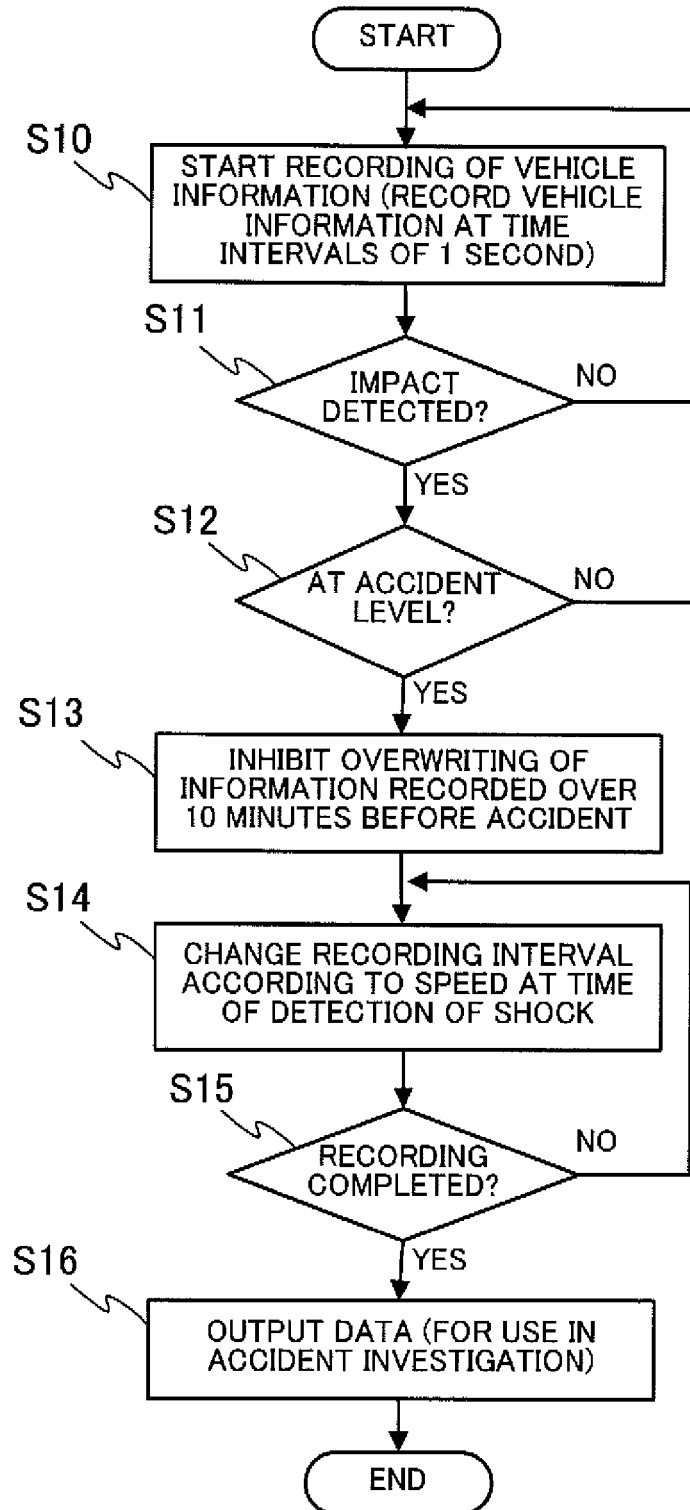 START
S10
START RECORDING OF VEHICLE
INFORMATION (RECORD VEHICLE
INFORMATION AT TIME
INTERVALS OF 1 SECOND)
S11
IMPACT
DETECTED?
NO
YES
S12
AT ACCIDENT
LEVEL?
NO
YES
S13
INHIBIT OVERWRITING OF
INFORMATION RECORDED OVER
10 MINUTES BEFORE ACCIDENT
S14
CHANGE RECORDING INTERVAL
ACCORDING TO SPEED AT TIME
OF DETECTION OF SHOCK
S15
RECORDING
COMPLETED?
NO
YES
S16
OUTPUT DATA (FOR USE IN
ACCIDENT INVESTIGATION)
END